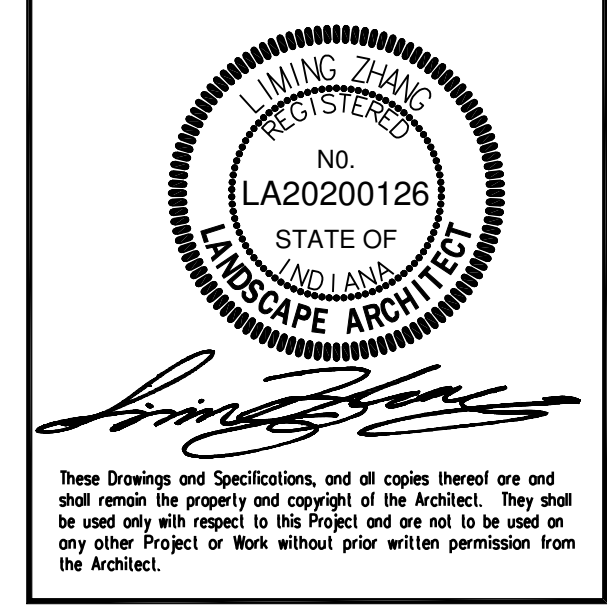 LIMING ZHANG
REGISTERED
N0.
LA20200126
STATE OF
INDIANA
LANDSCAPE ARCHITECT
Liming Zhang
These Drawings and Specifications, and all copies thereof are and
shall remain the property and copyright of the Architect. They shall
be used only with respect to this Project and are not to be used on
any other Project or Work without prior written permission from
the Architect.